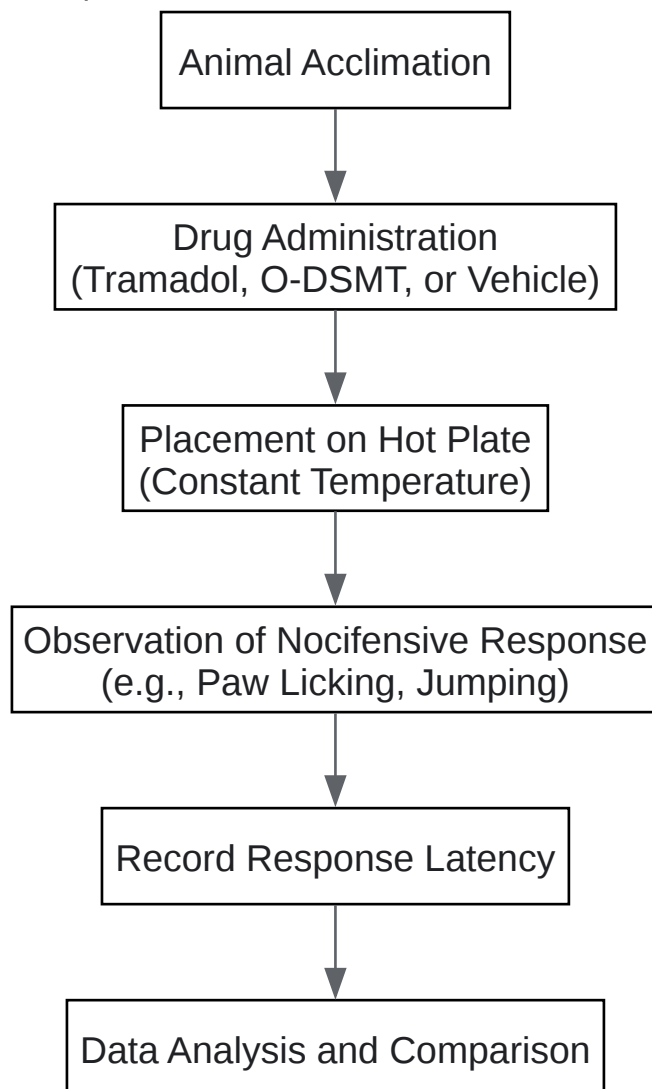 Animal Acclimation
Drug Administration
(Tramadol, O-DSMT, or Vehicle)
Placement on Hot Plate
(Constant Temperature)
Observation of Nocifensive Response
(e.g., Paw Licking, Jumping)
Record Response Latency
Data Analysis and Comparison